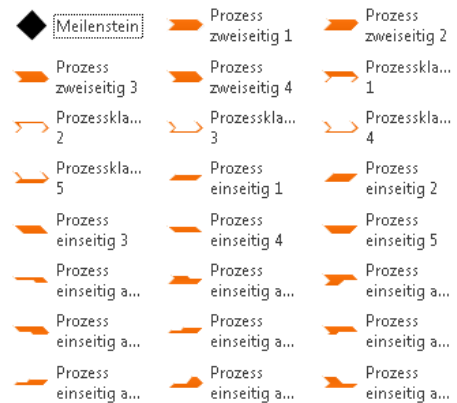 Meilenstein
Prozess
zweiseitig 1
Prozess
zweiseitig 2
Prozess
zweiseitig 3
Prozess
zweiseitig 4
Prozesskla...
1
Prozesskla...
2
Prozesskla...
3
Prozesskla...
4
Prozesskla...
5
Prozess
einseitig 1
Prozess
einseitig 2
Prozess
einseitig 3
Prozess
einseitig 4
Prozess
einseitig 5
Prozess
einseitig a...
Prozess
einseitig a...
Prozess
einseitig a...
Prozess
einseitig a...
Prozess
einseitig a...
Prozess
einseitig a...
Prozess
einseitig a...
Prozess
einseitig a...
Prozess
einseitig a...